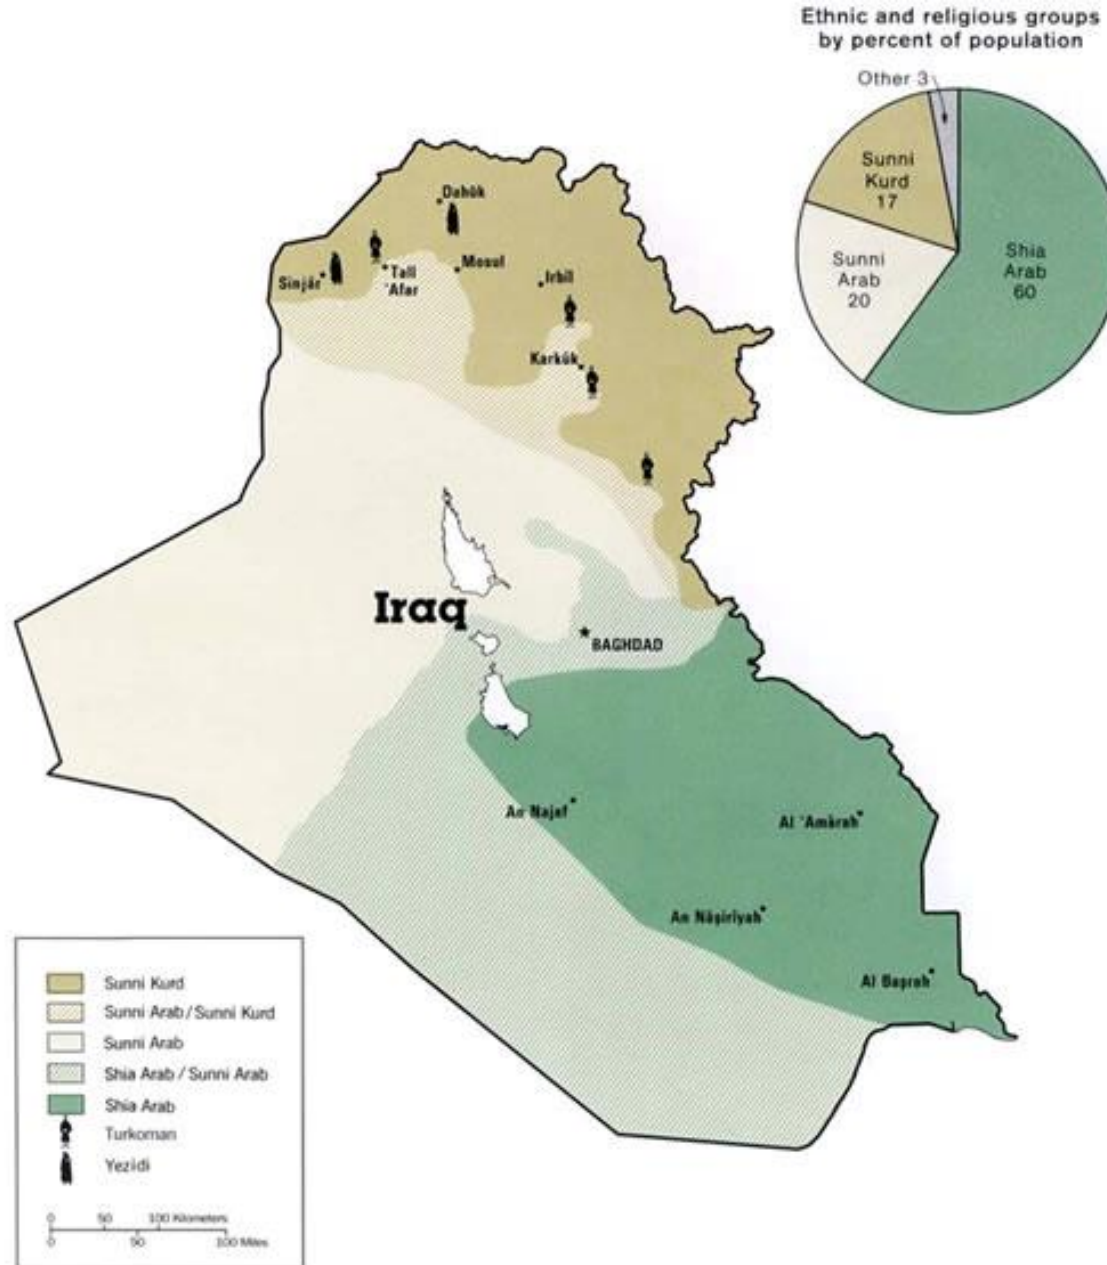 Ethnic and religious groups
by percent of population
Other 3
Sunni
Kurd
17
Sunni
Arab
20
Shia
Arab
60
Dahūk
Sinjār
Tall
'Afar
Mosul
Irbīl
Karkūk
Iraq
BAGHDAD
An Najaf
Al 'Amārah
An Nāşirīyah
Al Başrah
Sunni Kurd
Sunni Arab / Sunni Kurd
Sunni Arab
Shia Arab / Sunni Arab
Shia Arab
Turkoman
Yezidi
0 50 100 Kilometers
0 50 100 Miles